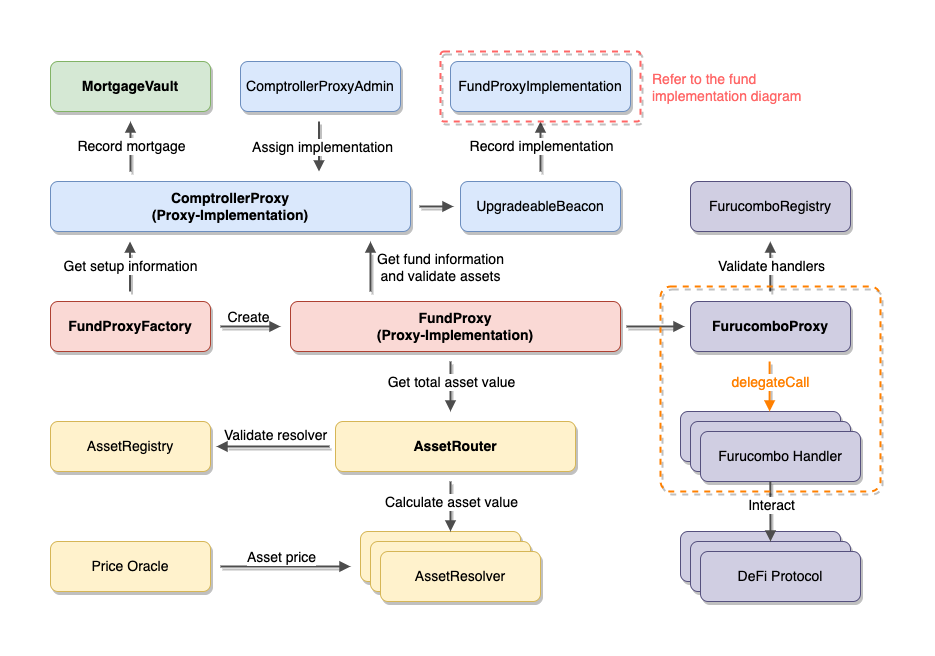 MortgageVault
ComptrollerProxyAdmin
FundProxyImplementation
Refer to the fund
implementation diagram
Record mortgage
Assign implementation
Record implementation
ComptrollerProxy
(Proxy-Implementation)
UpgradeableBeacon
FurucomboRegistry
Get setup information
Get fund information
and validate assets
Validate handlers
FundProxyFactory
Create
FundProxy
(Proxy-Implementation)
FurucomboProxy
Get total asset value
delegateCall
AssetRegistry
Validate resolver
AssetRouter
Furucombo Handler
Calculate asset value
Interact
Price Oracle
Asset price
AssetResolver
DeFi Protocol